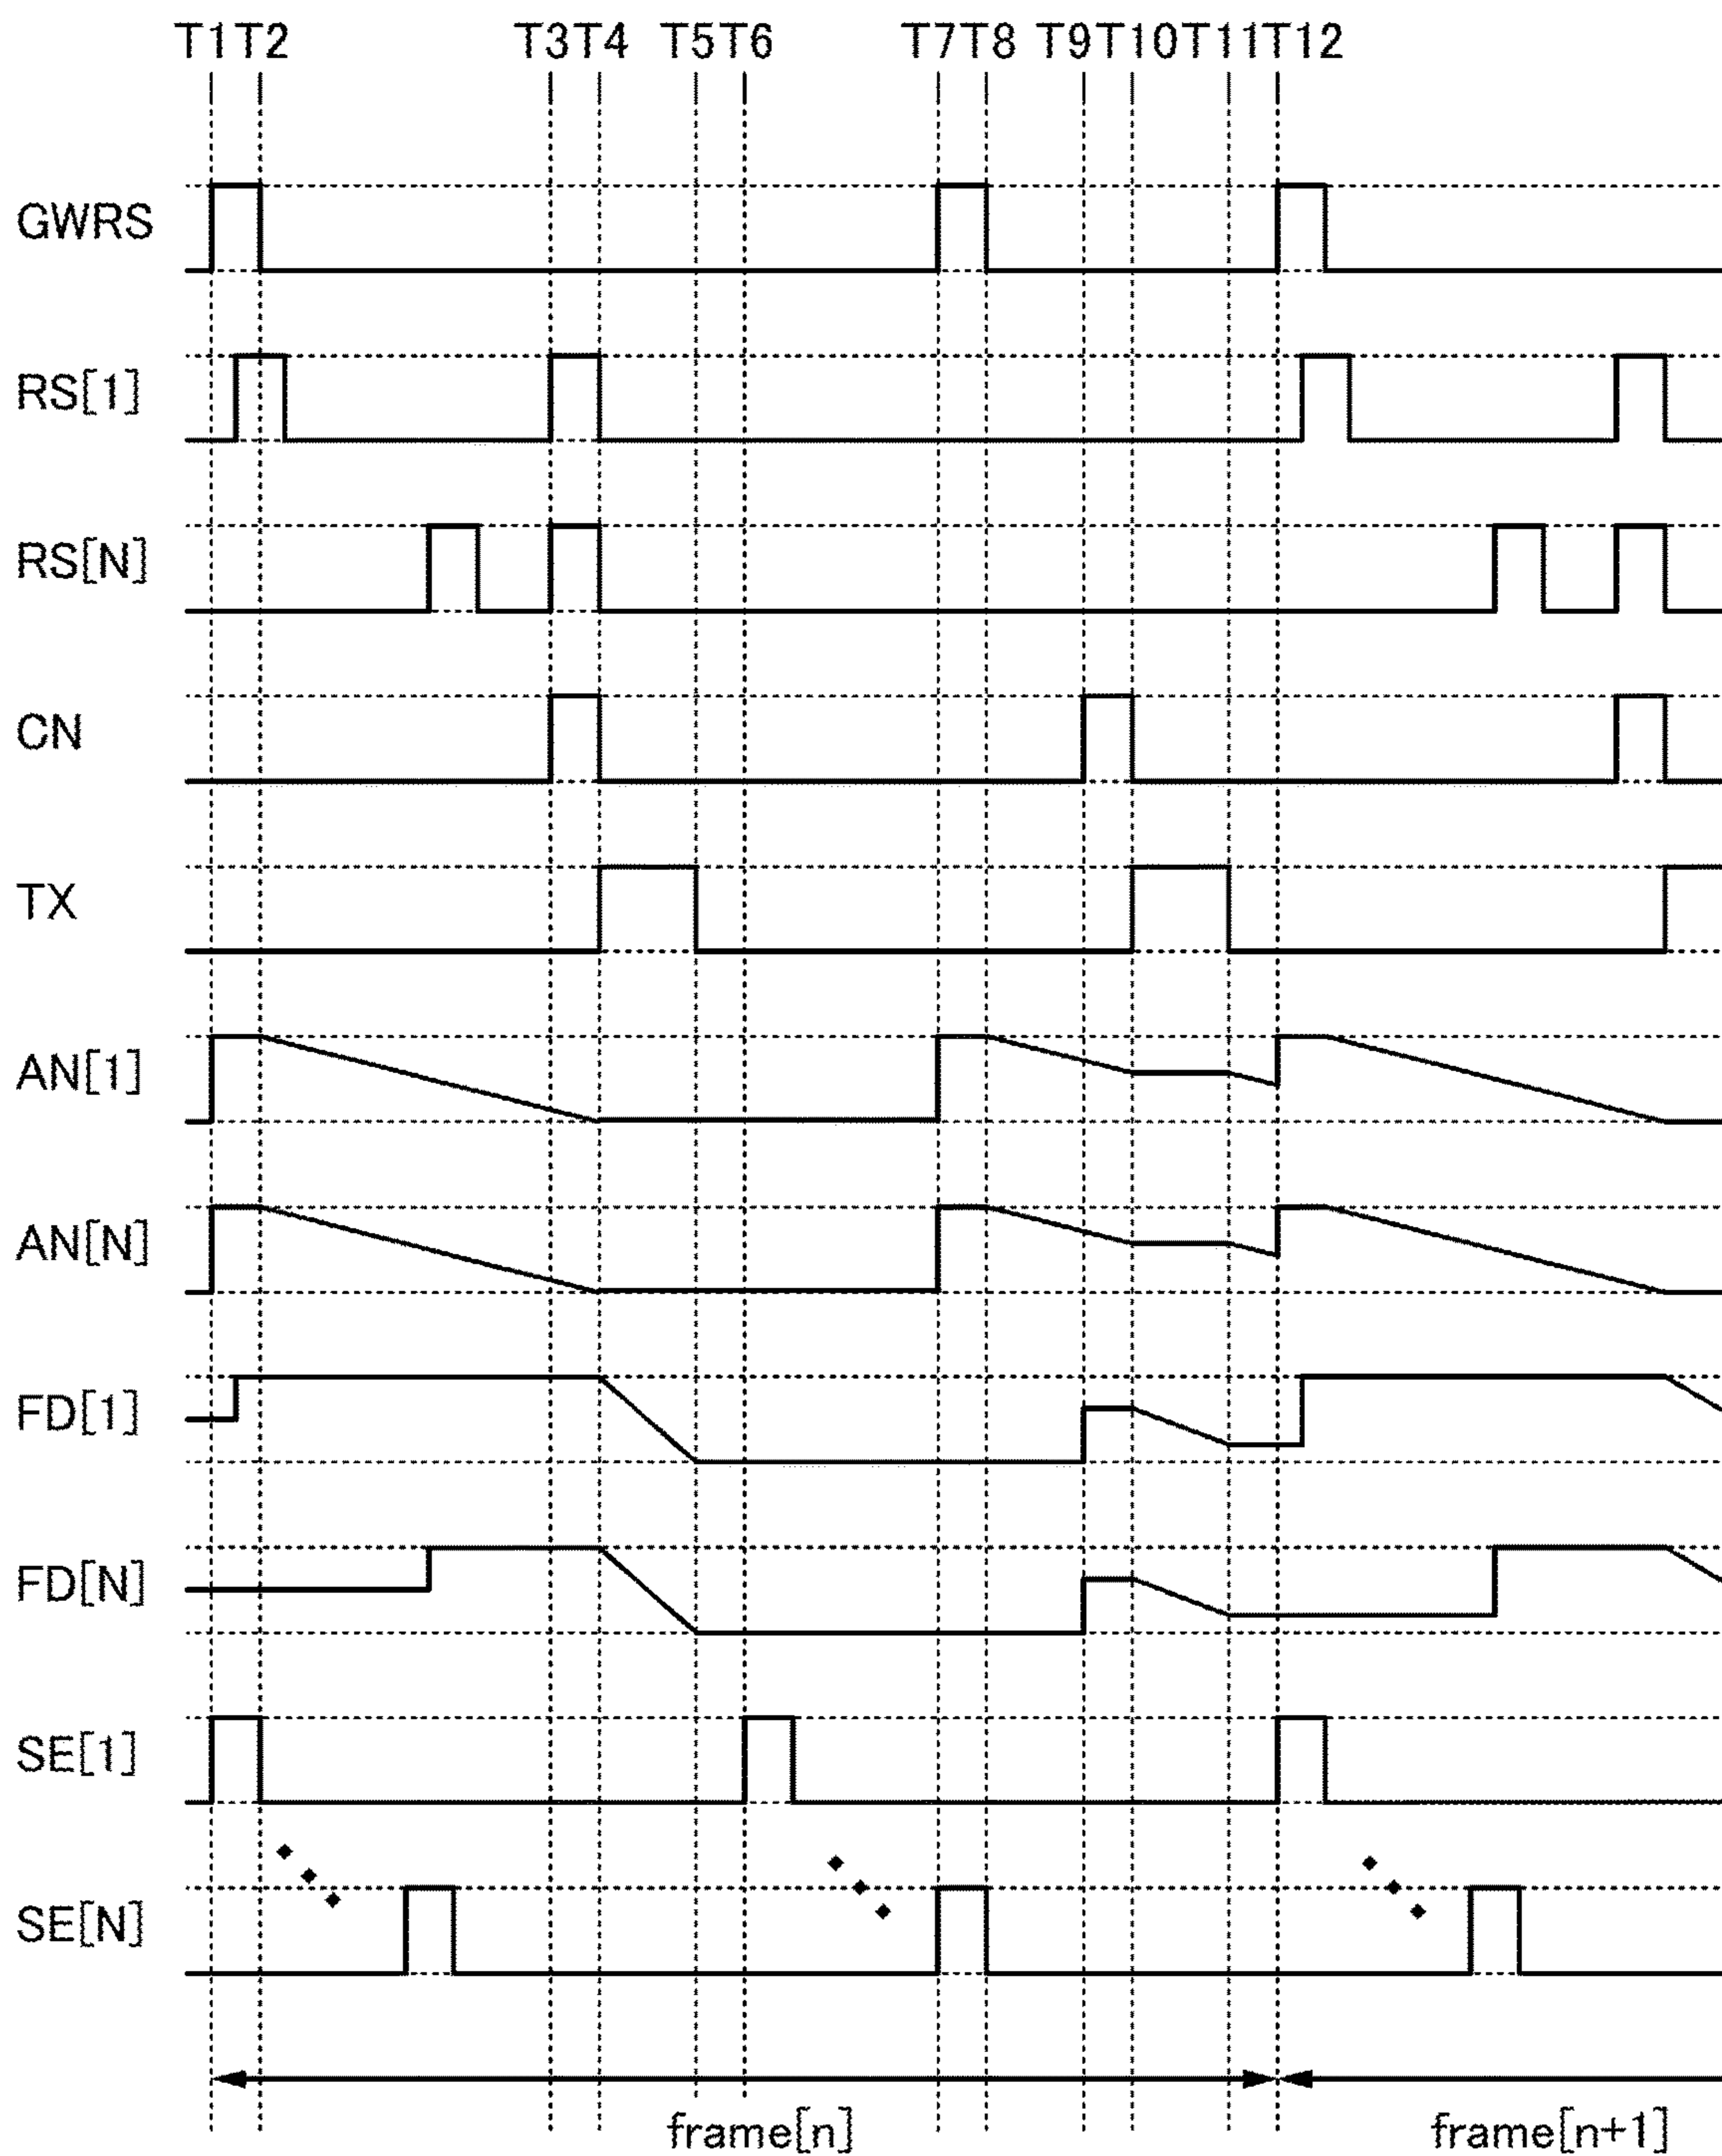 T1T2 T3T4 T5T6 T7T8 T9T10T11T12
GWRS
RS[1]
RS[N]
CN
TX
AN[1]
AN[N]
FD[1]
FD[N]
SE[1]
SE[N]
frame[n] frame[n+1]